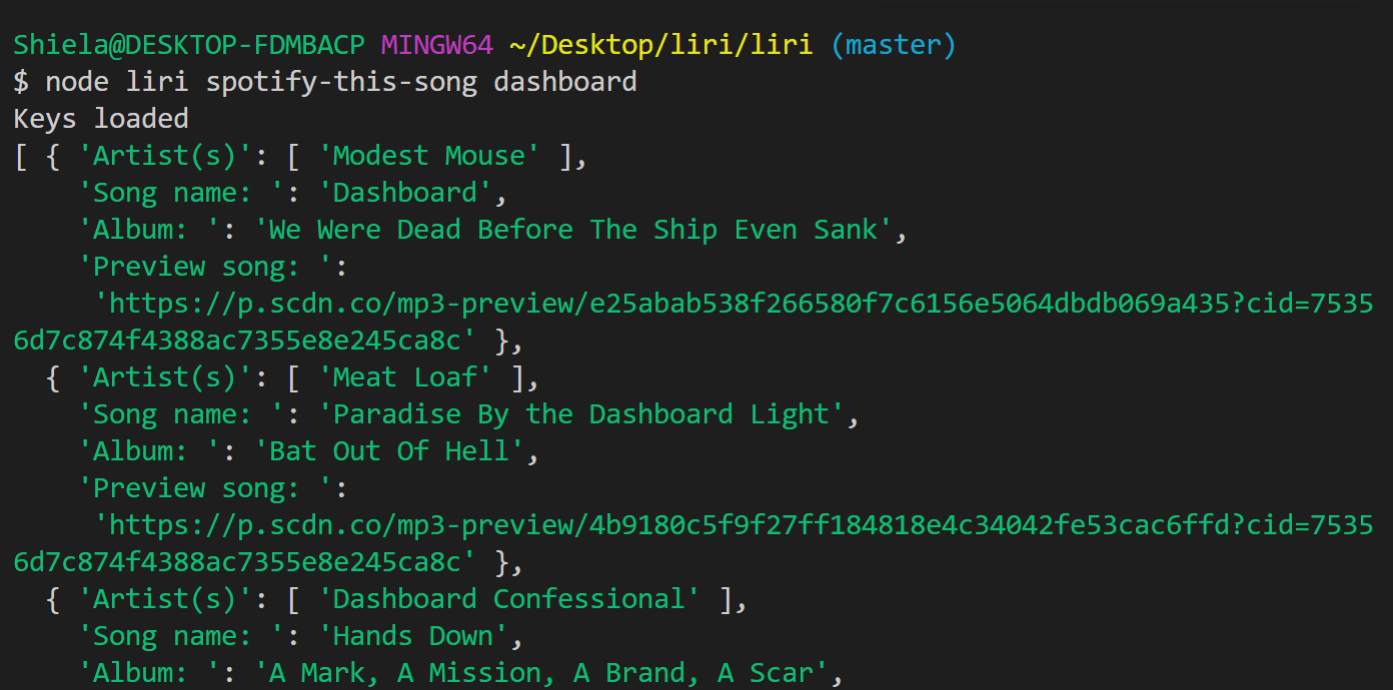 Shiela@DESKTOP-FDMBACP MINGW64 ~/Desktop/liri/liri (master)
$ node liri spotify-this-song dashboard
Keys loaded
[ { 'Artist(s)': [ 'Modest Mouse' ],
    'Song name: ': 'Dashboard',
    'Album: ': 'We Were Dead Before The Ship Even Sank',
    'Preview song: ':
     'https://p.scdn.co/mp3-preview/e25abab538f266580f7c6156e5064dbdb069a435?cid=7535
6d7c874f4388ac7355e8e245ca8c' },
  { 'Artist(s)': [ 'Meat Loaf' ],
    'Song name: ': 'Paradise By the Dashboard Light',
    'Album: ': 'Bat Out Of Hell',
    'Preview song: ':
     'https://p.scdn.co/mp3-preview/4b9180c5f9f27ff184818e4c34042fe53cac6ffd?cid=7535
6d7c874f4388ac7355e8e245ca8c' },
  { 'Artist(s)': [ 'Dashboard Confessional' ],
    'Song name: ': 'Hands Down',
    'Album: ': 'A Mark, A Mission, A Brand, A Scar',